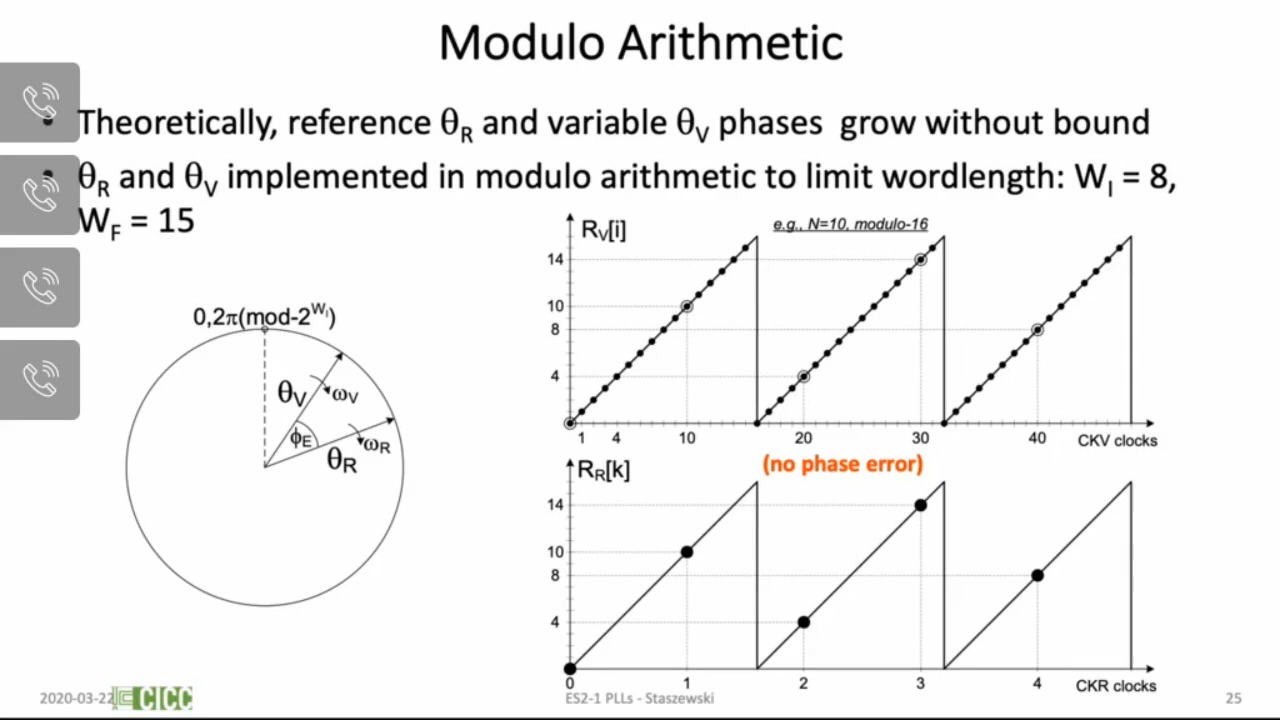 Modulo Arithmetic
• Theoretically, reference θR and variable θV phases grow without bound
• θR and θV implemented in modulo arithmetic to limit wordlength: WI = 8,
WF = 15
RV[i]
e.g., N=10, modulo-16
14
10
8
4
1 4 10 20 30 40 CKV clocks
0,2π(mod-2^WI)
θV
ωV
ϕE
θR
ωR
RR[k]
(no phase error)
14
10
8
4
0 1 2 3 4 CKR clocks
2020-03-22
CICC
ES2-1 PLLs - Staszewski
25